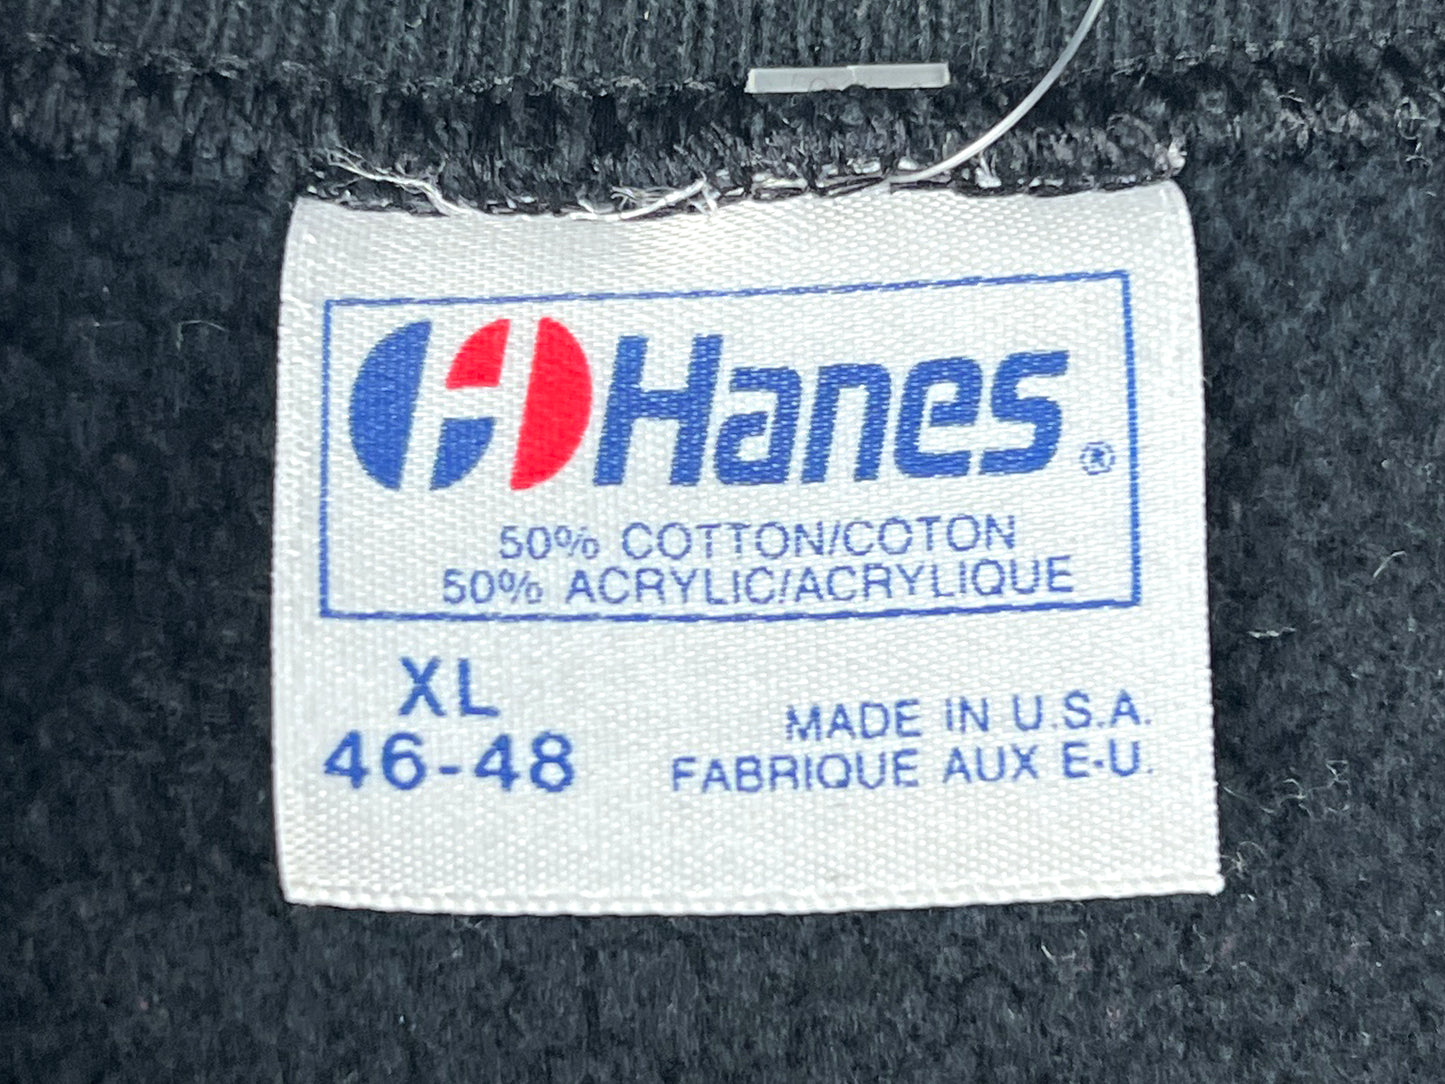 Hanes®
50% COTTON/COTON
50% ACRYLIC/ACRYLIQUE
XL
46-48
MADE IN U.S.A.
FABRIQUE AUX E-U.